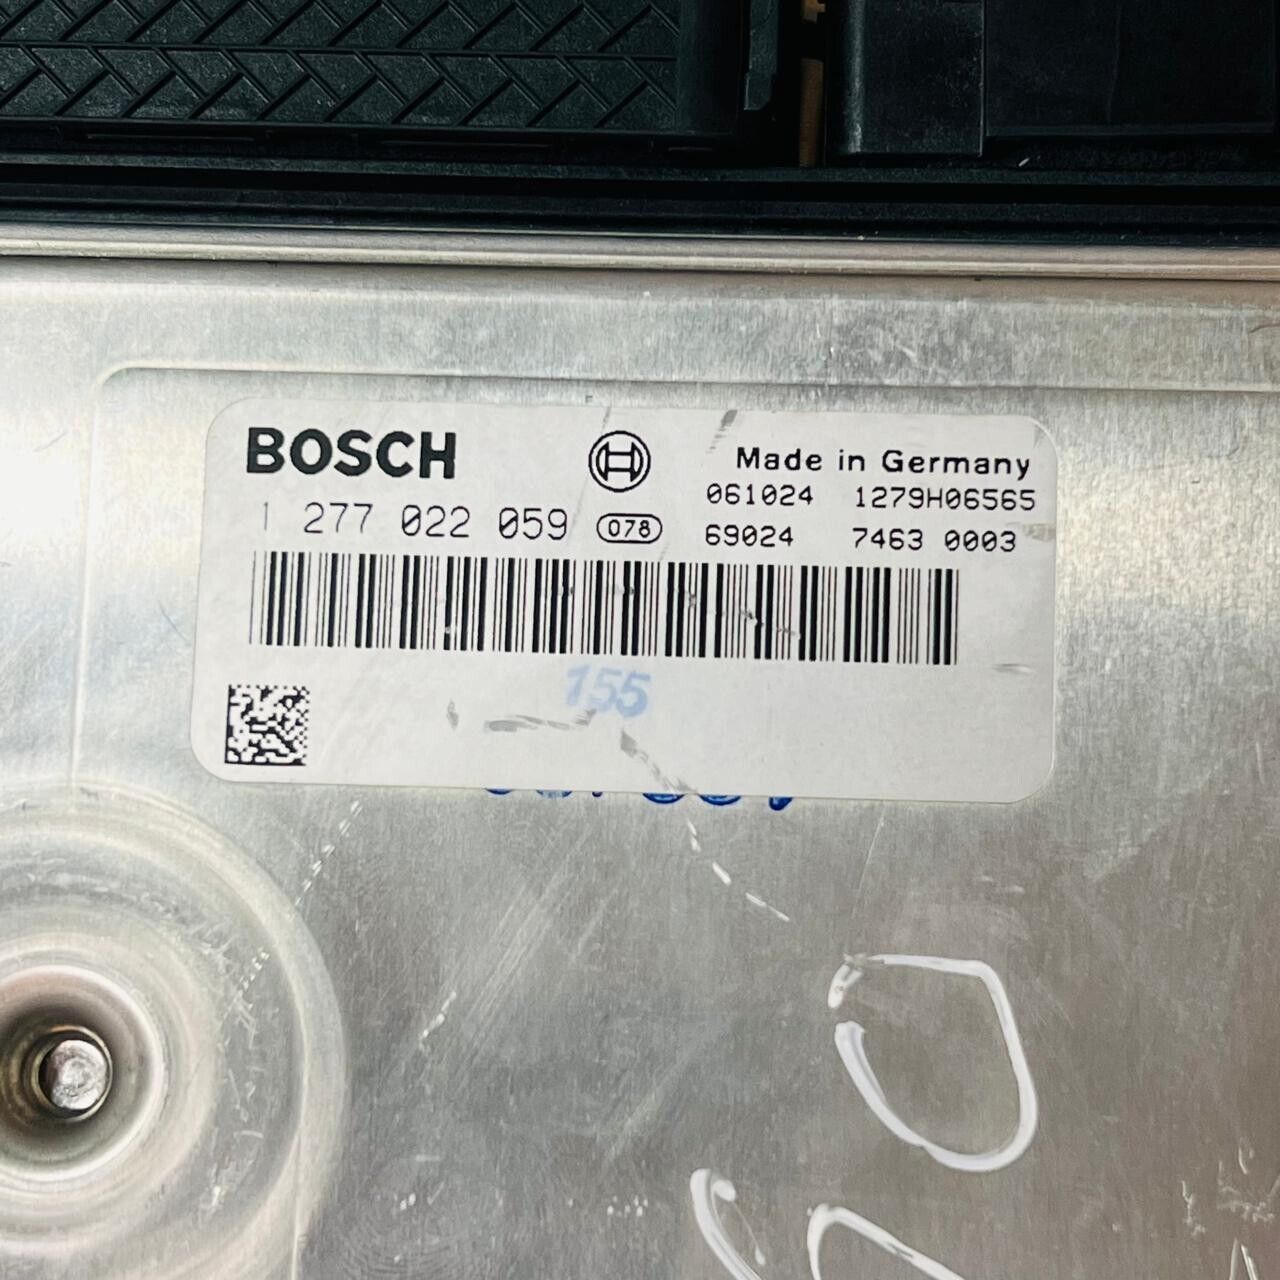 BOSCH
Made in Germany
061024 1279H06565
1 277 022 059 078
69024 7463 0003
155